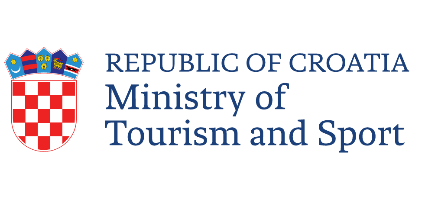 REPUBLIC OF CROATIA
Ministry of
Tourism and Sport